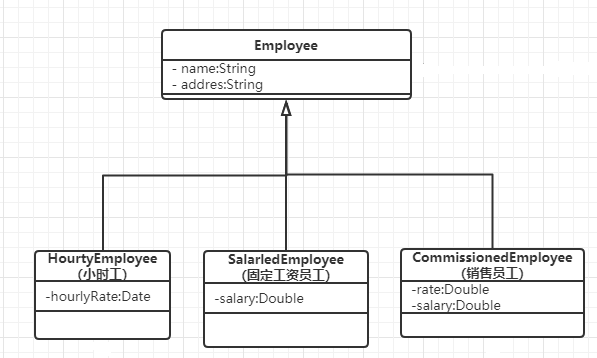 Employee
- name:String
- addres:String
HourtyEmployee
(小时工)
-hourlyRate:Date
SalarledEmployee
(固定工资员工)
-salary:Double
CommissionedEmployee
(销售员工)
-rate:Double
-salary:Double